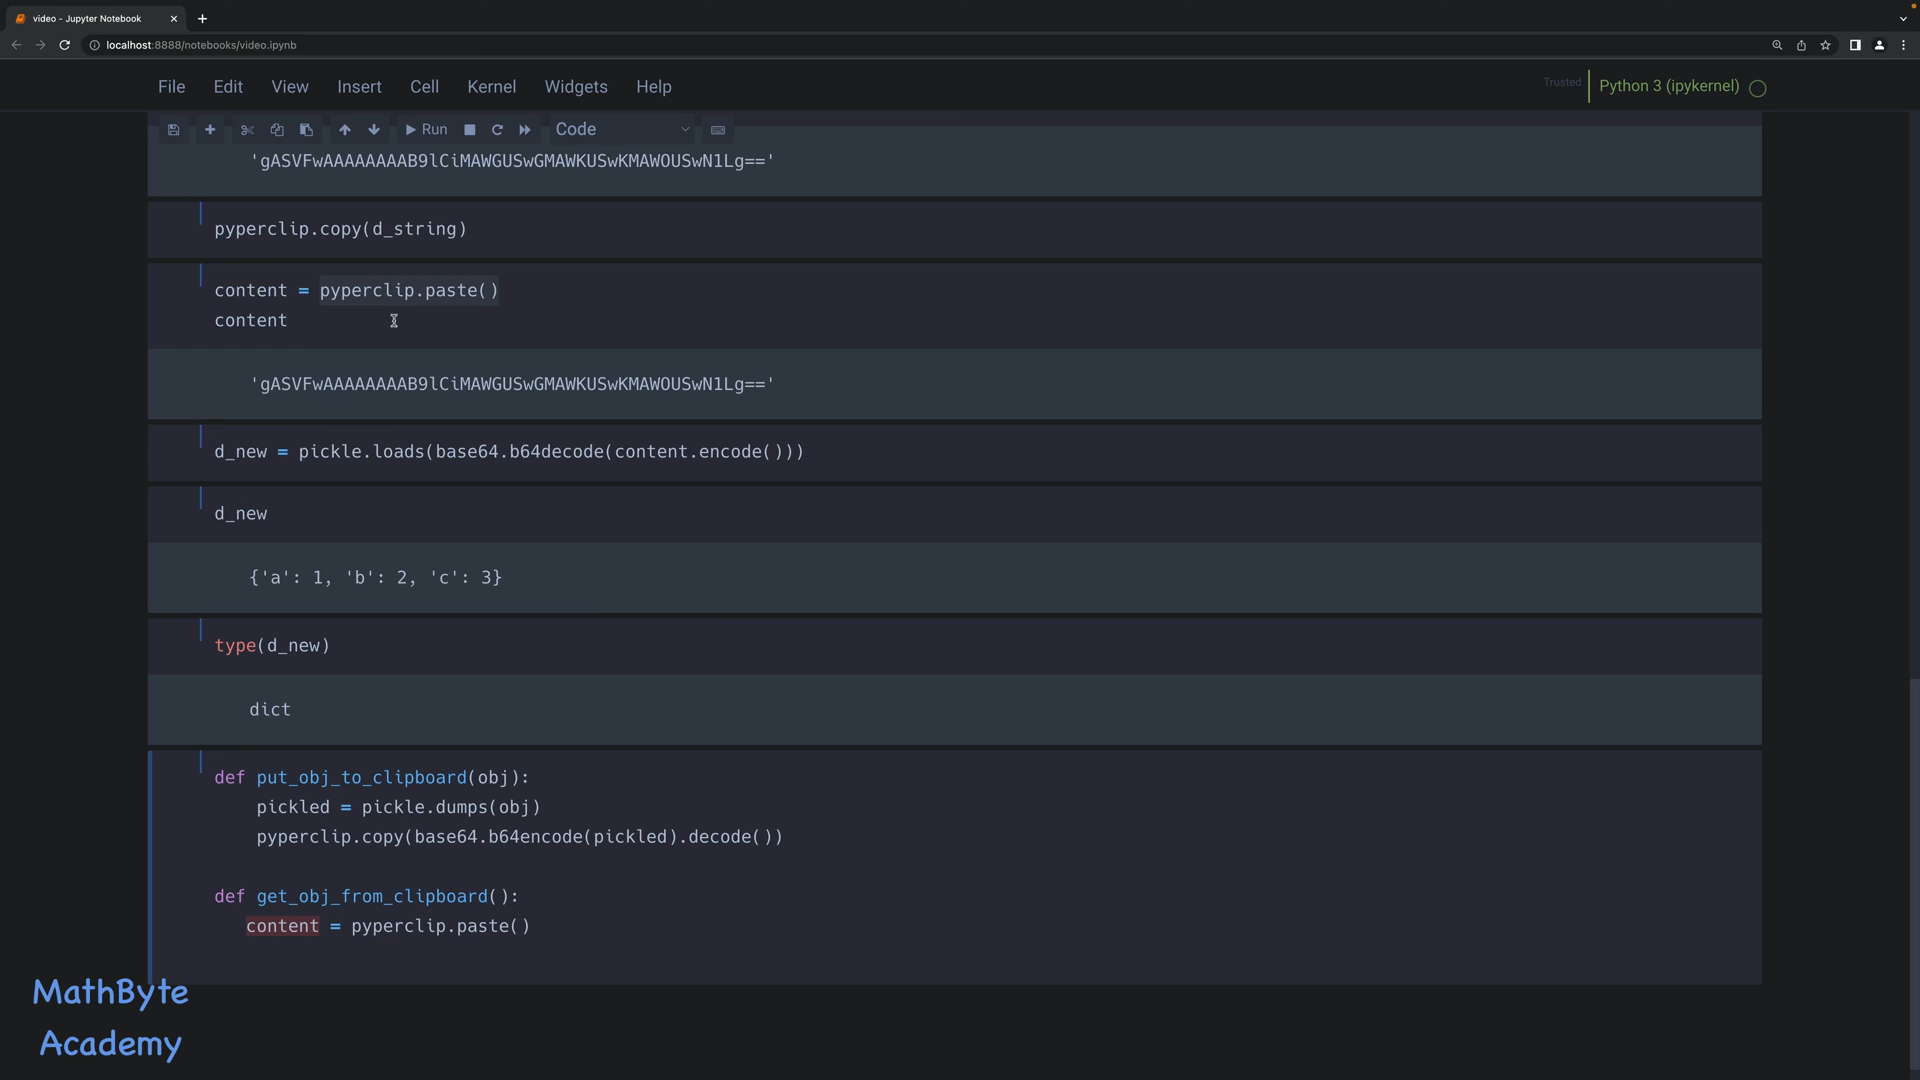 video - Jupyter Notebook
localhost:8888/notebooks/video.ipynb
File Edit View Insert Cell Kernel Widgets Help
Trusted Python 3 (ipykernel)
Run Code
'gASVFwAAAAAAAAB9lCiMAWGUSwGMAWKUSwKMAWOUSwN1Lg=='
pyperclip.copy(d_string)
content = pyperclip.paste()
content
'gASVFwAAAAAAAAB9lCiMAWGUSwGMAWKUSwKMAWOUSwN1Lg=='
d_new = pickle.loads(base64.b64decode(content.encode()))
d_new
{'a': 1, 'b': 2, 'c': 3}
type(d_new)
dict
def put_obj_to_clipboard(obj):
    pickled = pickle.dumps(obj)
    pyperclip.copy(base64.b64encode(pickled).decode())
def get_obj_from_clipboard():
   content = pyperclip.paste()
MathByte
Academy